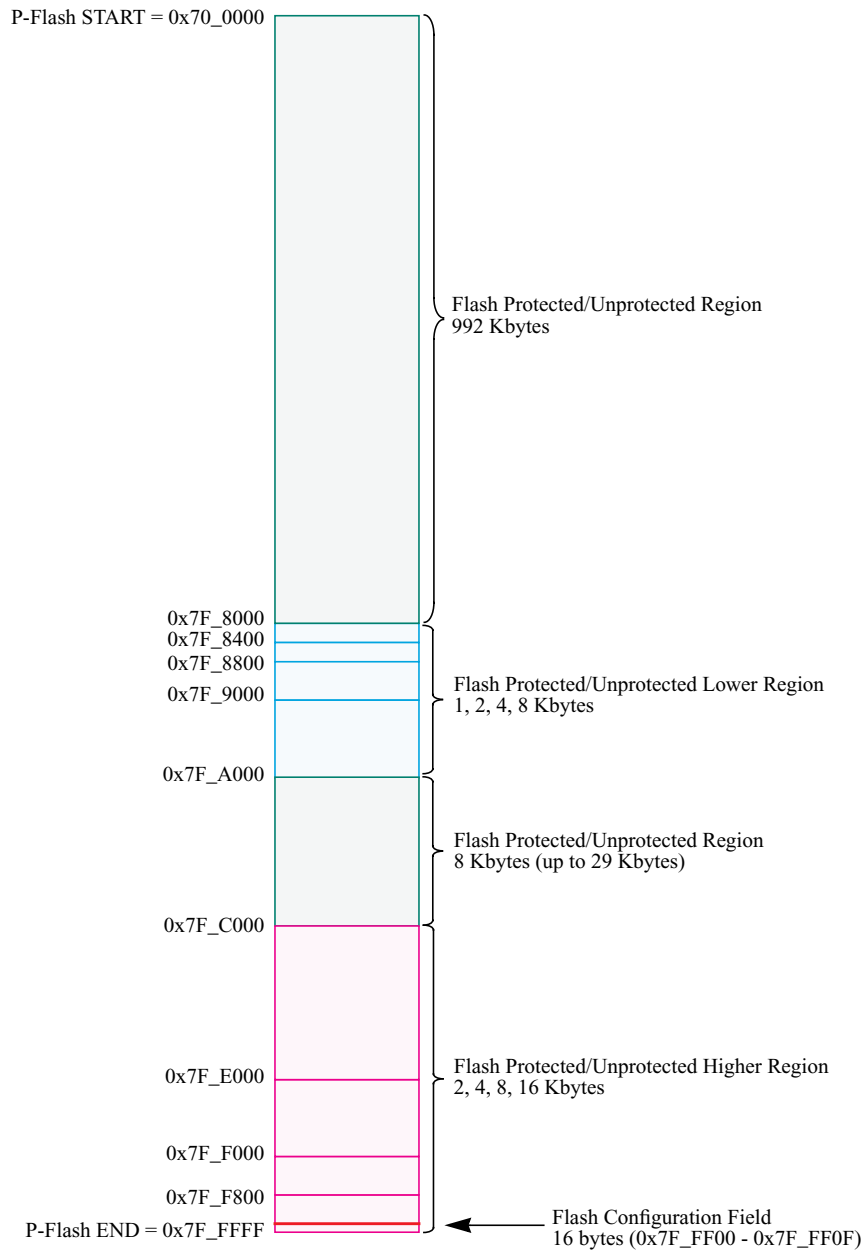 P-Flash START = 0x70_0000
Flash Protected/Unprotected Region
992 Kbytes
0x7F_8000
0x7F_8400
0x7F_8800
0x7F_9000
Flash Protected/Unprotected Lower Region
1, 2, 4, 8 Kbytes
0x7F_A000
Flash Protected/Unprotected Region
8 Kbytes (up to 29 Kbytes)
0x7F_C000
Flash Protected/Unprotected Higher Region
2, 4, 8, 16 Kbytes
0x7F_E000
0x7F_F000
0x7F_F800
P-Flash END = 0x7F_FFFF
Flash Configuration Field
16 bytes (0x7F_FF00 - 0x7F_FF0F)